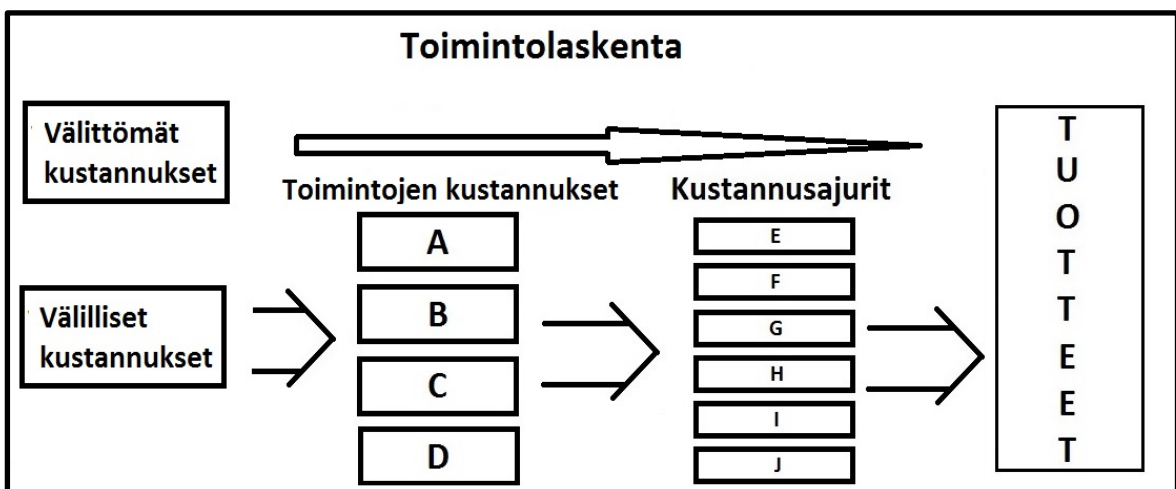 Toimintolaskenta
Välittömät
kustannukset
Toimintojen kustannukset
Kustannusajurit
Välilliset
kustannukset
A
B
C
D
E
F
G
H
I
J
T
U
O
T
T
E
E
T